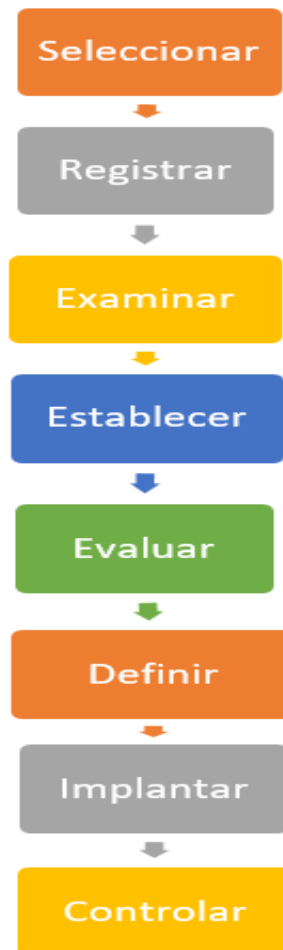 Seleccionar
Registrar
Examinar
Establecer
Evaluar
Definir
Implantar
Controlar